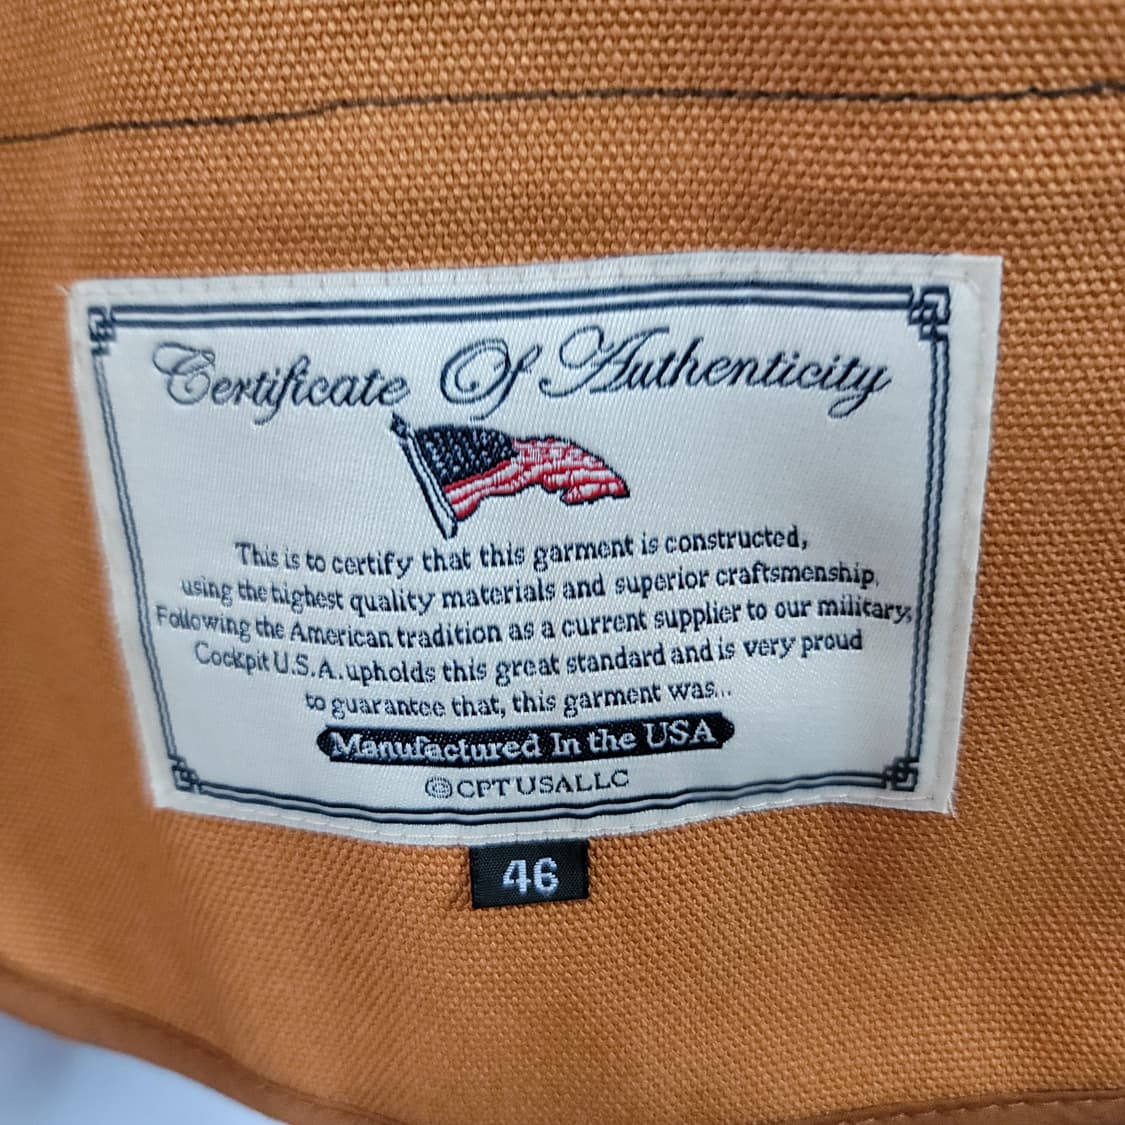 Certificate Of Authenticity
This is to certify that this garment is constructed,
using the highest quality materials and superior craftsmenship.
Following the American tradition as a current supplier to our military,
Cockpit U.S.A. upholds this great standard and is very proud
to guarantee that, this garment was...
Manufactured In the USA
©CPTUSALLC
46